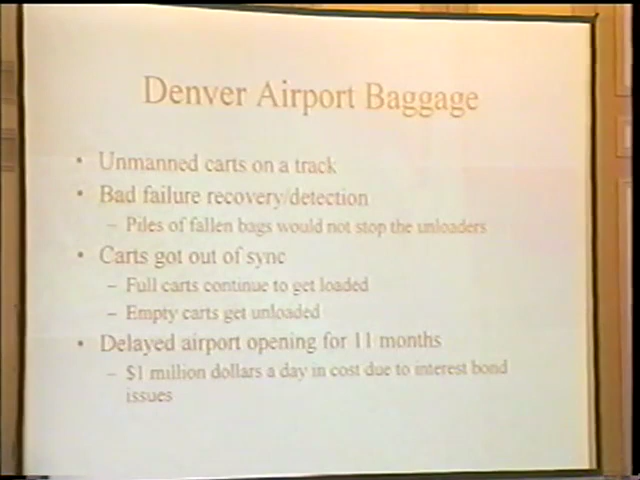 Denver Airport Baggage
• Unmanned carts on a track
• Bad failure recovery/detection
– Piles of fallen bags would not stop the unloaders
• Carts got out of sync
– Full carts continue to get loaded
– Empty carts get unloaded
• Delayed airport opening for 11 months
– $1 million dollars a day in cost due to interest bond
issues